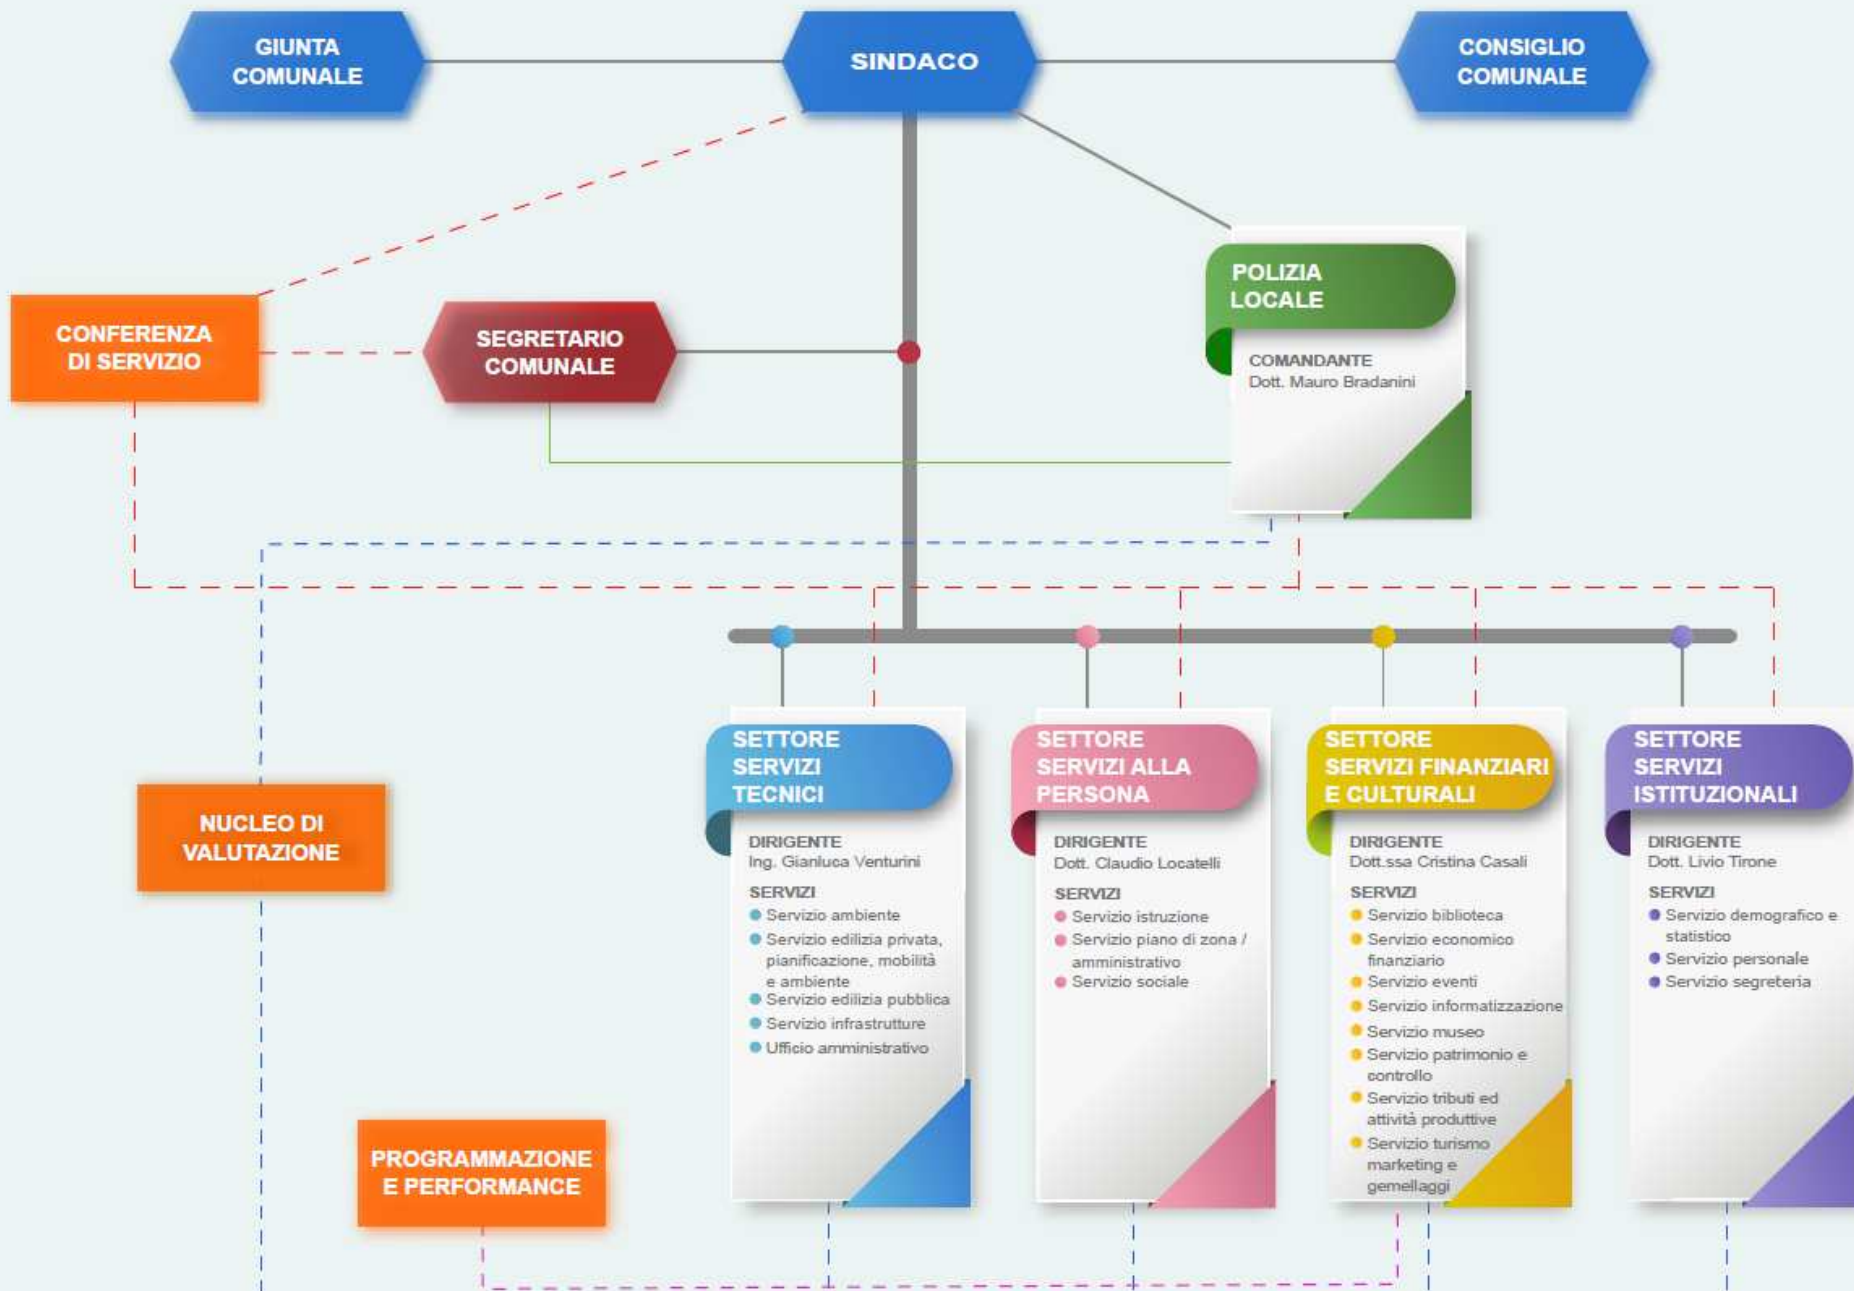 GIUNTA
COMUNALE
SINDACO
CONSIGLIO
COMUNALE
POLIZIA
LOCALE
COMANDANTE
Dott. Mauro Bradanini
CONFERENZA
DI SERVIZIO
SEGRETARIO
COMUNALE
NUCLEO DI
VALUTAZIONE
PROGRAMMAZIONE
E PERFORMANCE
SETTORE
SERVIZI
TECNICI
DIRIGENTE
Ing. Gianluca Venturini
SERVIZI
Servizio ambiente
Servizio edilizia privata,
pianificazione, mobilità
e ambiente
Servizio edilizia pubblica
Servizio infrastrutture
Ufficio amministrativo
SETTORE
SERVIZI ALLA
PERSONA
DIRIGENTE
Dott. Claudio Locatelli
SERVIZI
Servizio istruzione
Servizio piano di zona /
amministrativo
Servizio sociale
SETTORE
SERVIZI FINANZIARI
E CULTURALI
DIRIGENTE
Dott.ssa Cristina Casali
SERVIZI
Servizio biblioteca
Servizio economico
finanziario
Servizio eventi
Servizio informatizzazione
Servizio museo
Servizio patrimonio e
controllo
Servizio tributi ed
attività produttive
Servizio turismo
marketing e
gemellaggi
SETTORE
SERVIZI
ISTITUZIONALI
DIRIGENTE
Dott. Livio Tirone
SERVIZI
Servizio demografico e
statistico
Servizio personale
Servizio segreteria